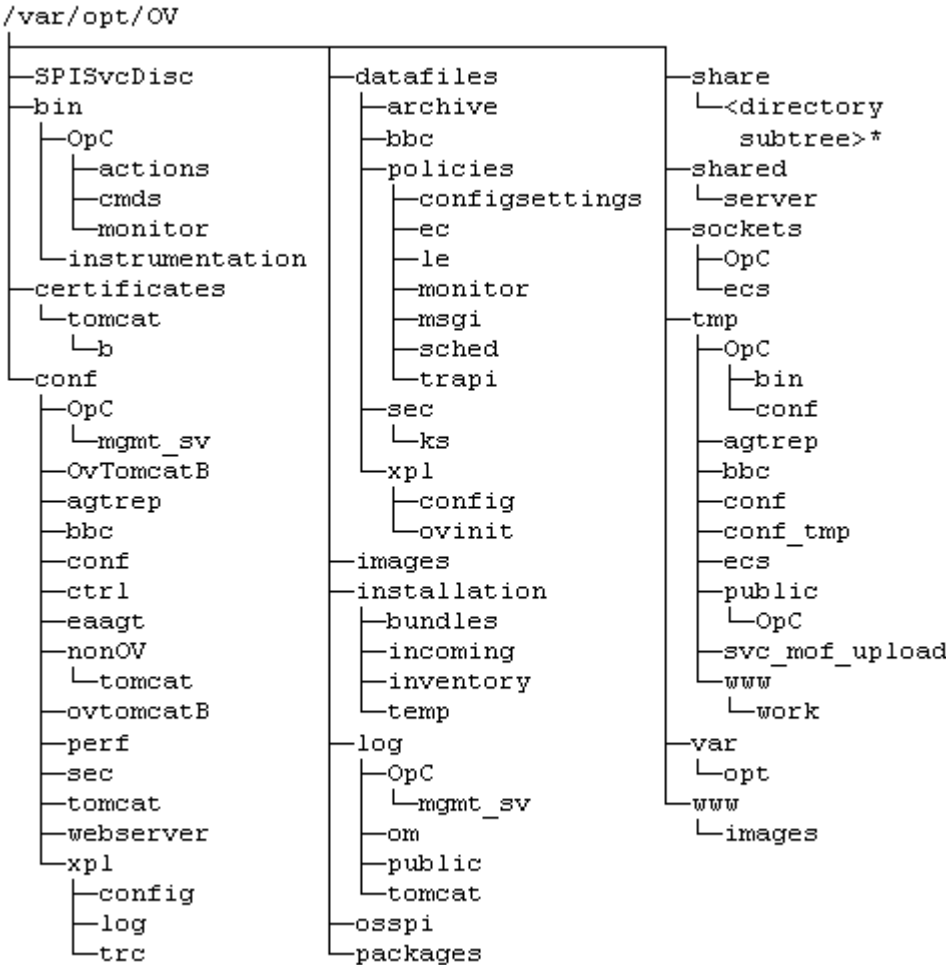 /var/opt/OV
SPISvcDisc
bin
OpC
actions
cmds
monitor
instrumentation
certificates
tomcat
b
conf
OpC
mgmt_sv
OvTomcatB
agtrep
bbc
conf
ctrl
eaagt
nonOV
tomcat
ovtomcatB
perf
sec
tomcat
webserver
xpl
config
log
trc
datafiles
archive
bbc
policies
configsettings
ec
le
monitor
msgi
sched
trapi
sec
ks
xpl
config
ovinit
images
installation
bundles
incoming
inventory
temp
log
OpC
mgmt_sv
om
public
tomcat
osspi
packages
share
<directory
subtree>*
shared
server
sockets
OpC
ecs
tmp
OpC
bin
conf
agtrep
bbc
conf
conf_tmp
ecs
public
OpC
svc_mof_upload
www
work
var
opt
www
images